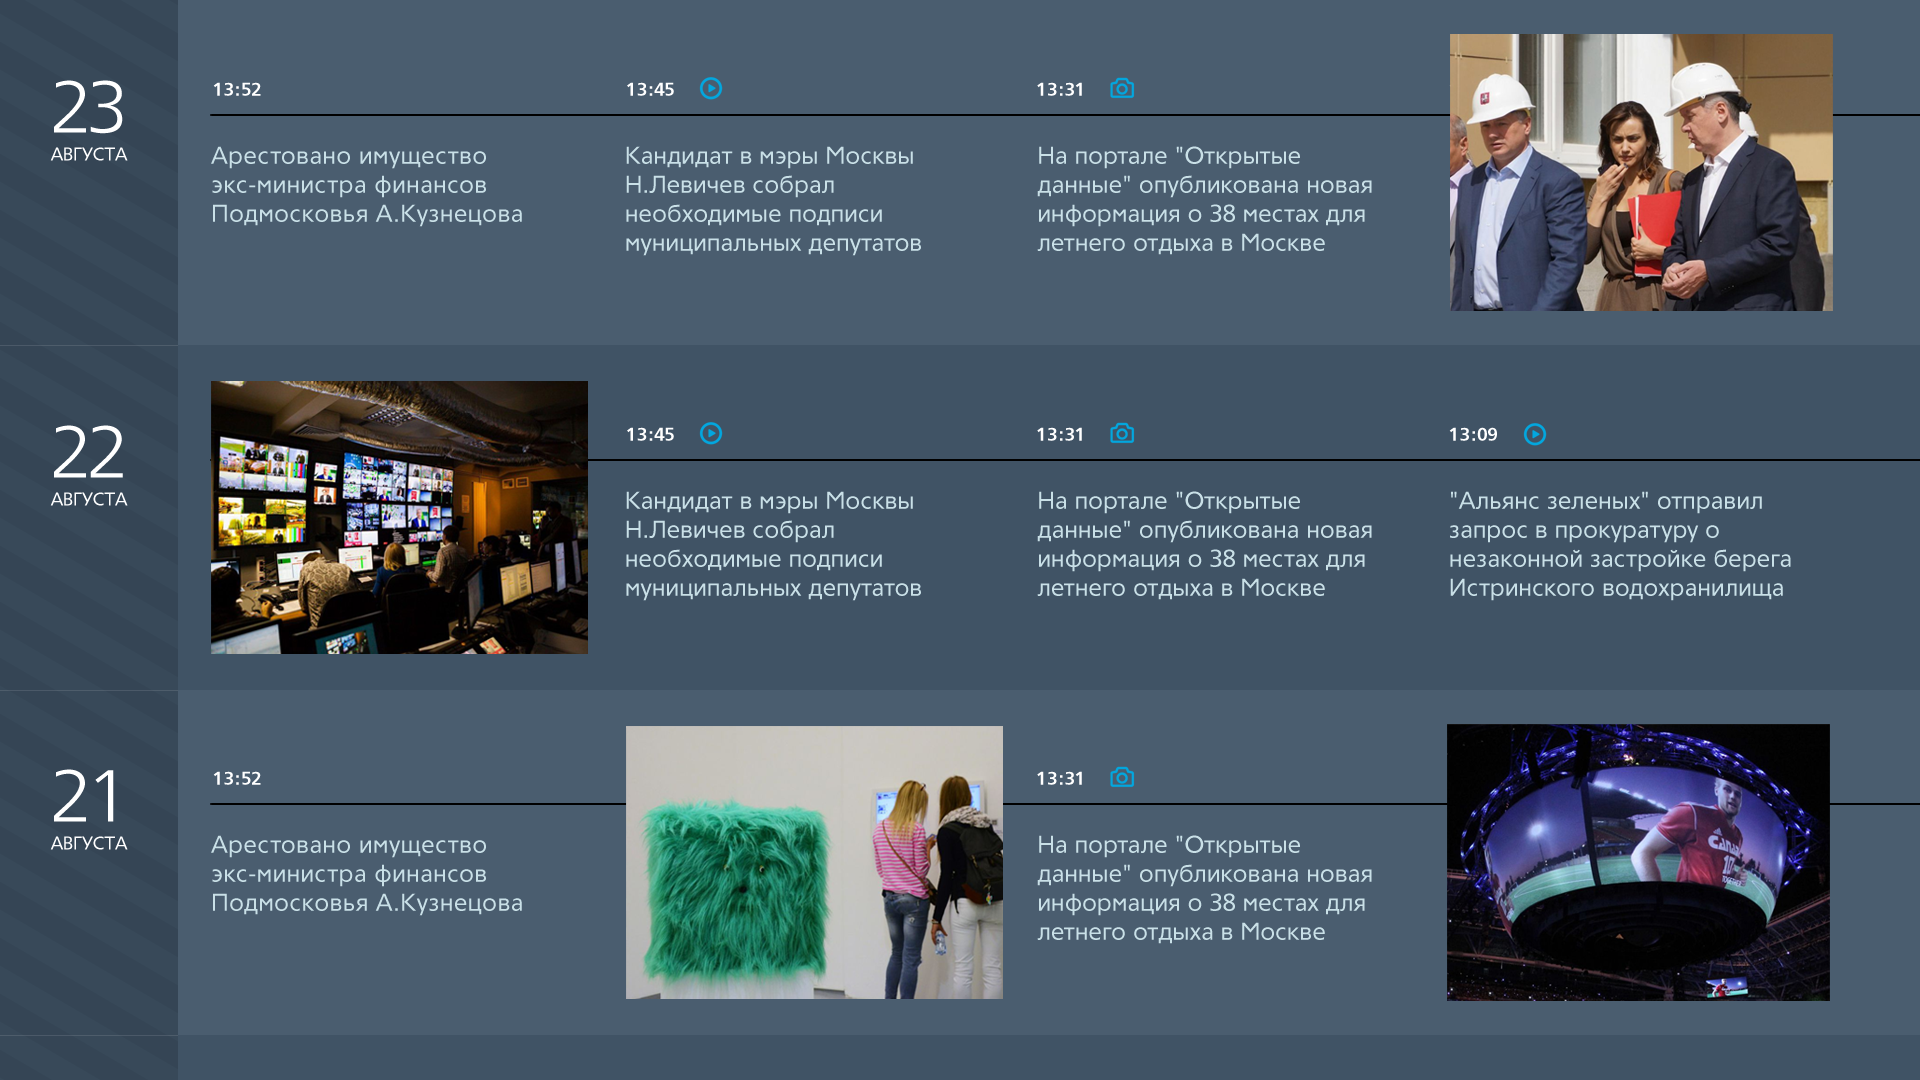 23
АВГУСТА
13:52
Арестовано имущество
экс-министра финансов
Подмосковья А.Кузнецова
13:45
Кандидат в мэры Москвы
Н.Левичев собрал
необходимые подписи
муниципальных депутатов
13:31
На портале "Открытые
данные" опубликована новая
информация о 38 местах для
летнего отдыха в Москве
22
АВГУСТА
13:45
Кандидат в мэры Москвы
Н.Левичев собрал
необходимые подписи
муниципальных депутатов
13:31
На портале "Открытые
данные" опубликована новая
информация о 38 местах для
летнего отдыха в Москве
13:09
"Альянс зеленых" отправил
запрос в прокуратуру о
незаконной застройке берега
Истринского водохранилища
21
АВГУСТА
13:52
Арестовано имущество
экс-министра финансов
Подмосковья А.Кузнецова
13:31
На портале "Открытые
данные" опубликована новая
информация о 38 местах для
летнего отдыха в Москве